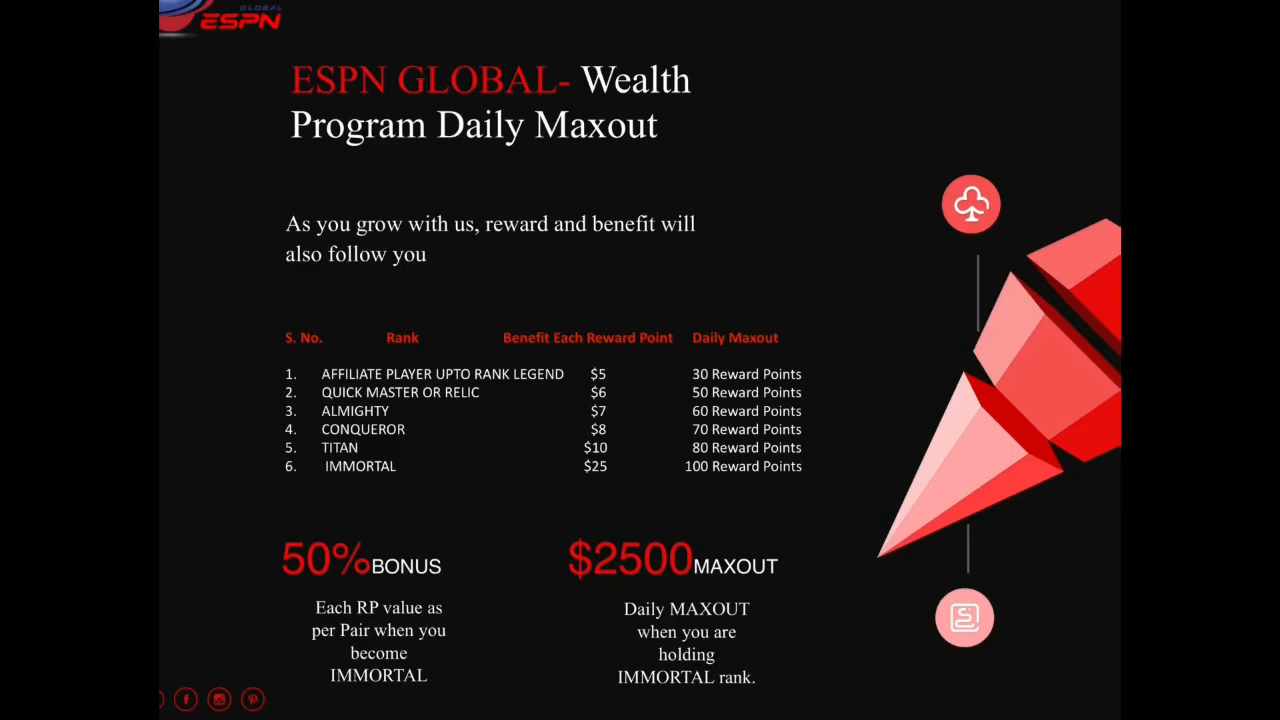 GLOBAL
ESPN
ESPN GLOBAL- Wealth
Program Daily Maxout
As you grow with us, reward and benefit will
also follow you
S. No. Rank Benefit Each Reward Point Daily Maxout
1. AFFILIATE PLAYER UPTO RANK LEGEND $5 30 Reward Points
2. QUICK MASTER OR RELIC $6 50 Reward Points
3. ALMIGHTY $7 60 Reward Points
4. CONQUEROR $8 70 Reward Points
5. TITAN $10 80 Reward Points
6. IMMORTAL $25 100 Reward Points
50%BONUS
Each RP value as
per Pair when you
become
IMMORTAL
$2500MAXOUT
Daily MAXOUT
when you are
holding
IMMORTAL rank.